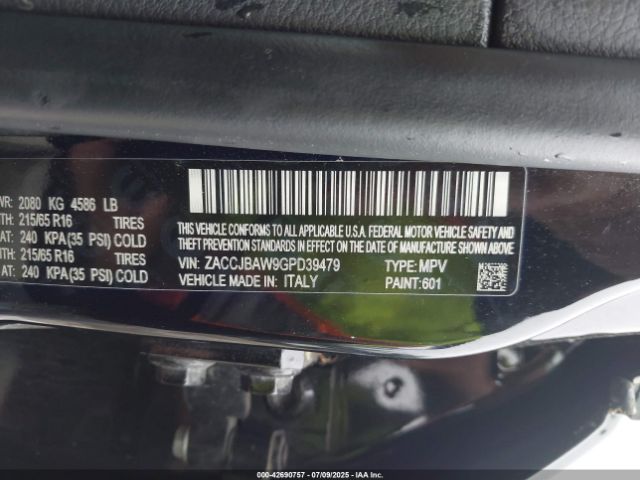 WR: 2080 KG 4586 LB
TH: 215/65 R16 TIRES
AT: 240 KPA(35 PSI) COLD
TH: 215/65 R16 TIRES
AT: 240 KPA(35 PSI) COLD
THIS VEHICLE CONFORMS TO ALL APPLICABLE U.S.A. FEDERAL MOTOR VEHICLE SAFETY AND
THEFT PREVENTION STANDARDS IN EFFECT ON THE DATE OF MANUFACTURE SHOWN ABOVE.
VIN: ZACCJBAW9GPD39479 TYPE: MPV
VEHICLE MADE IN ITALY PAINT:601
000-42690757 - 07/09/2025 - IAAI.COM